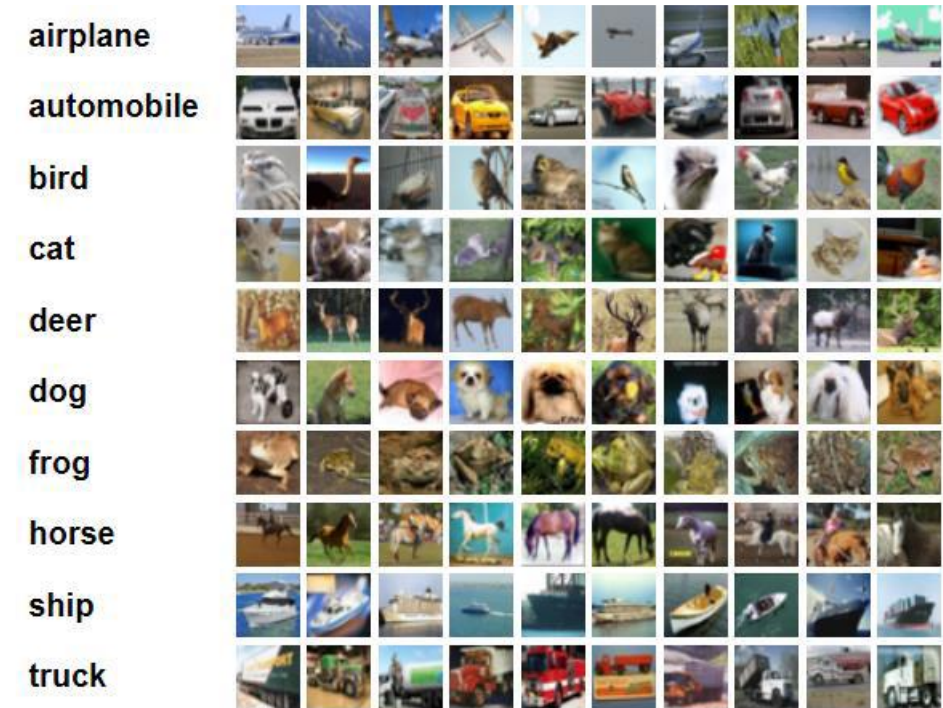 airplane
automobile
bird
cat
deer
dog
frog
horse
ship
truck